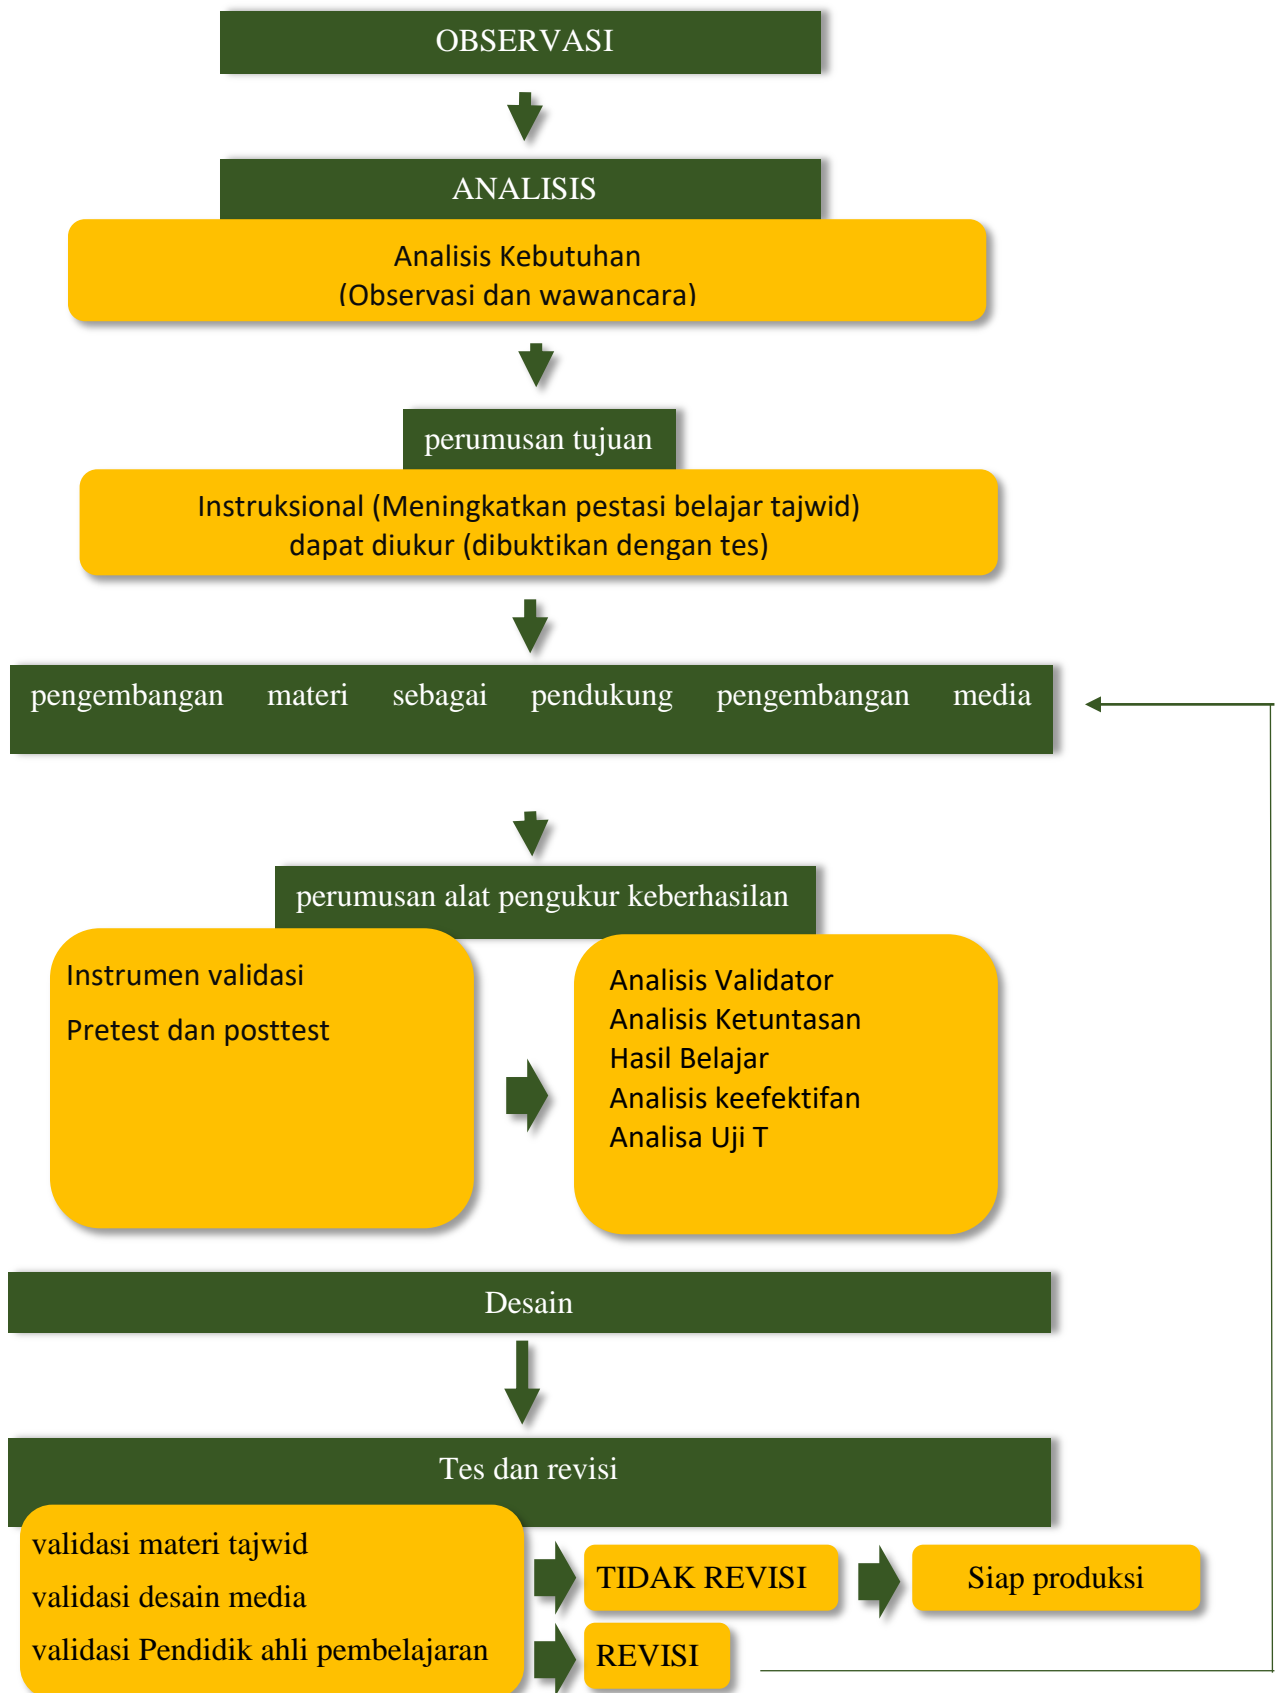 OBSERVASI
ANALISIS
Analisis Kebutuhan
(Observasi dan wawancara)
perumusan tujuan
Instruksional (Meningkatkan pestasi belajar tajwid)
dapat diukur (dibuktikan dengan tes)
pengembangan materi sebagai pendukung pengembangan media
perumusan alat pengukur keberhasilan
Instrumen validasi
Pretest dan posttest
Analisis Validator
Analisis Ketuntasan
Hasil Belajar
Analisis keefektifan
Analisa Uji T
Desain
Tes dan revisi
validasi materi tajwid
validasi desain media
validasi Pendidik ahli pembelajaran
TIDAK REVISI
Siap produksi
REVISI